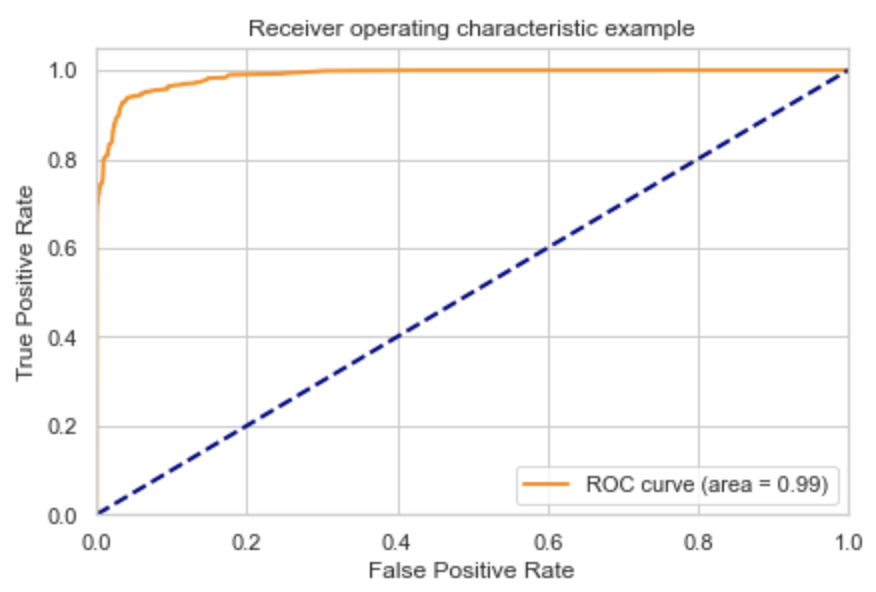 Receiver operating characteristic example
1.0
0.8
0.6
0.4
0.2
0.0
True Positive Rate
ROC curve (area = 0.99)
0.0 0.2 0.4 0.6 0.8 1.0
False Positive Rate